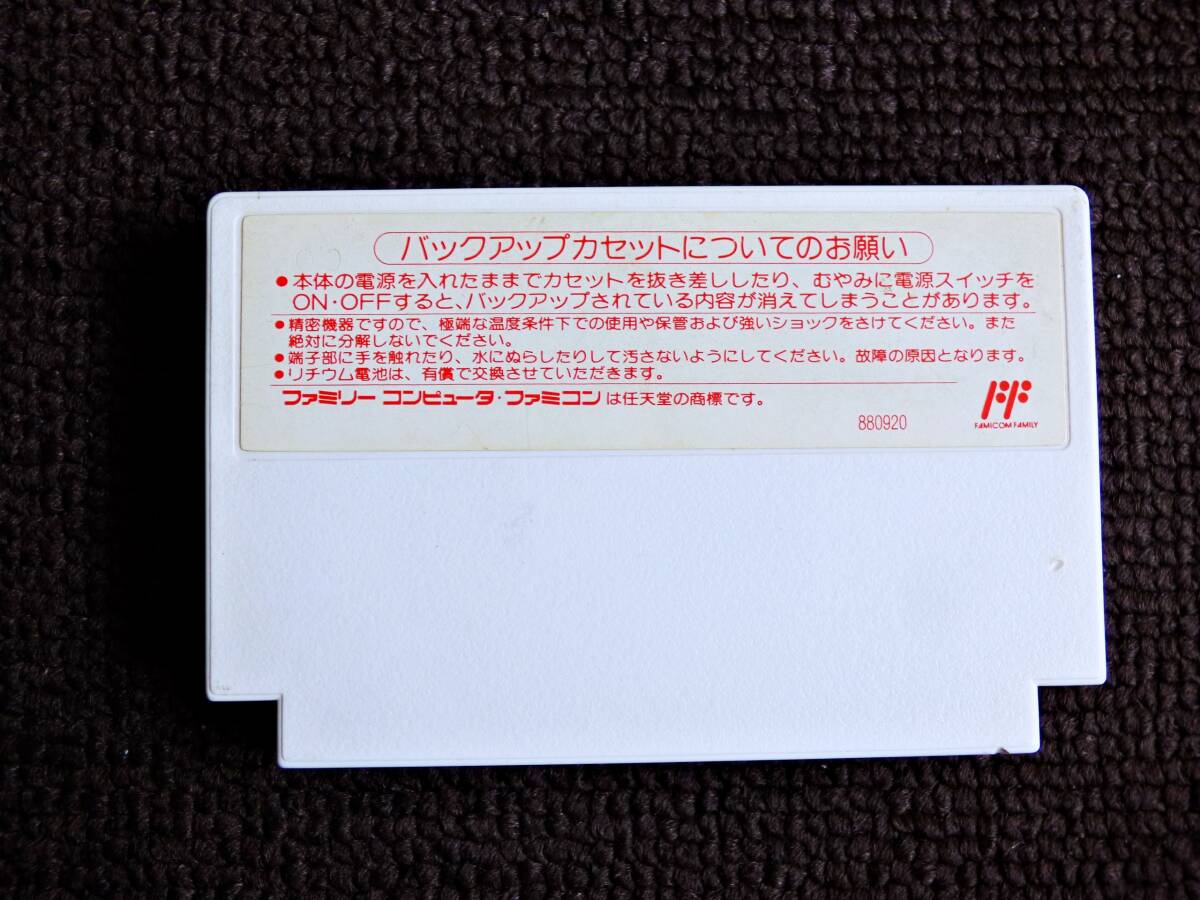 バックアップカセットについてのお願い
●本体の電源を入れたままでカセットを抜き差ししたり、むやみに電源スイッチを
ON・OFFすると、バックアップされている内容が消えてしまうことがあります。
●精密機器ですので、極端な温度条件下での使用や保管および強いショックをさけてください。また
絶対に分解しないでください。
●端子部に手を触れたり、水にぬらしたりして汚さないようにしてください。故障の原因となります。
●リチウム電池は、有償で交換させていただきます。
ファミリー コンピュータ・ファミコン は任天堂の商標です。
880920
FAMICOM FAMILY